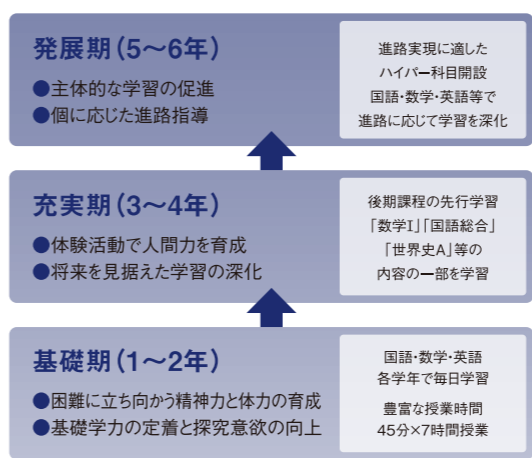 発展期(5〜6年)
●主体的な学習の促進
●個に応じた進路指導
進路実現に適した
ハイパー科目開設
国語・数学・英語等で
進路に応じて学習を深化
充実期(3〜4年)
●体験活動で人間力を育成
●将来を見据えた学習の深化
後期課程の先行学習
「数学I」「国語総合」
「世界史A」等の
内容の一部を学習
基礎期(1〜2年)
●困難に立ち向かう精神力と体力の育成
●基礎学力の定着と探究意欲の向上
国語・数学・英語
各学年で毎日学習
豊富な授業時間
45分×7時間授業